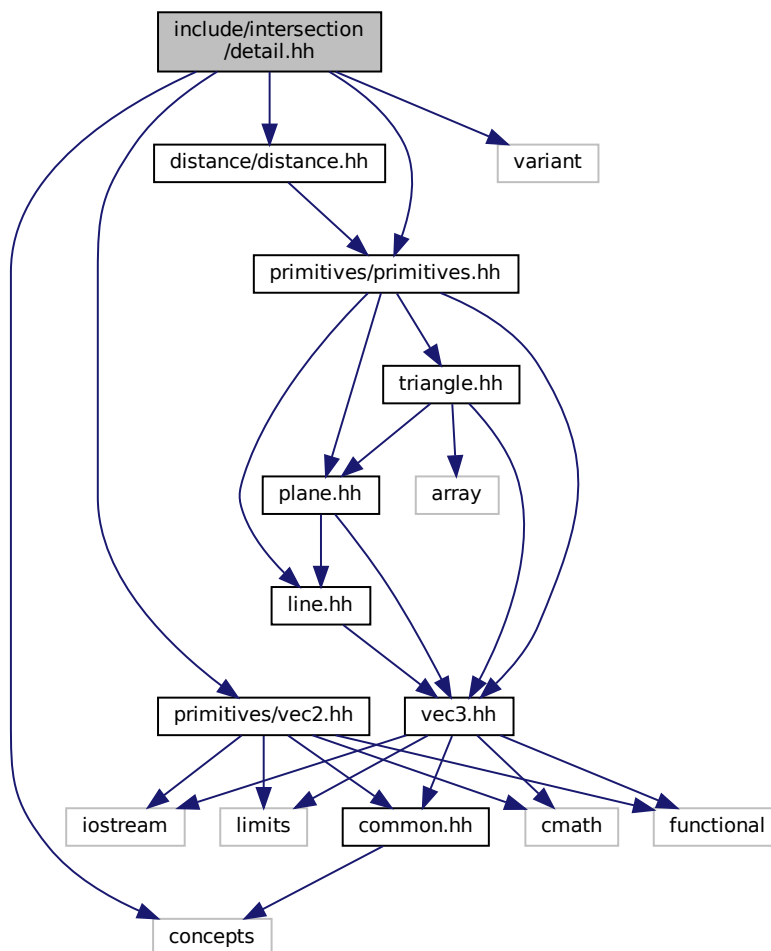 include/intersection
/detail.hh
distance/distance.hh
variant
primitives/primitives.hh
triangle.hh
plane.hh
array
line.hh
primitives/vec2.hh
vec3.hh
iostream
limits
common.hh
cmath
functional
concepts